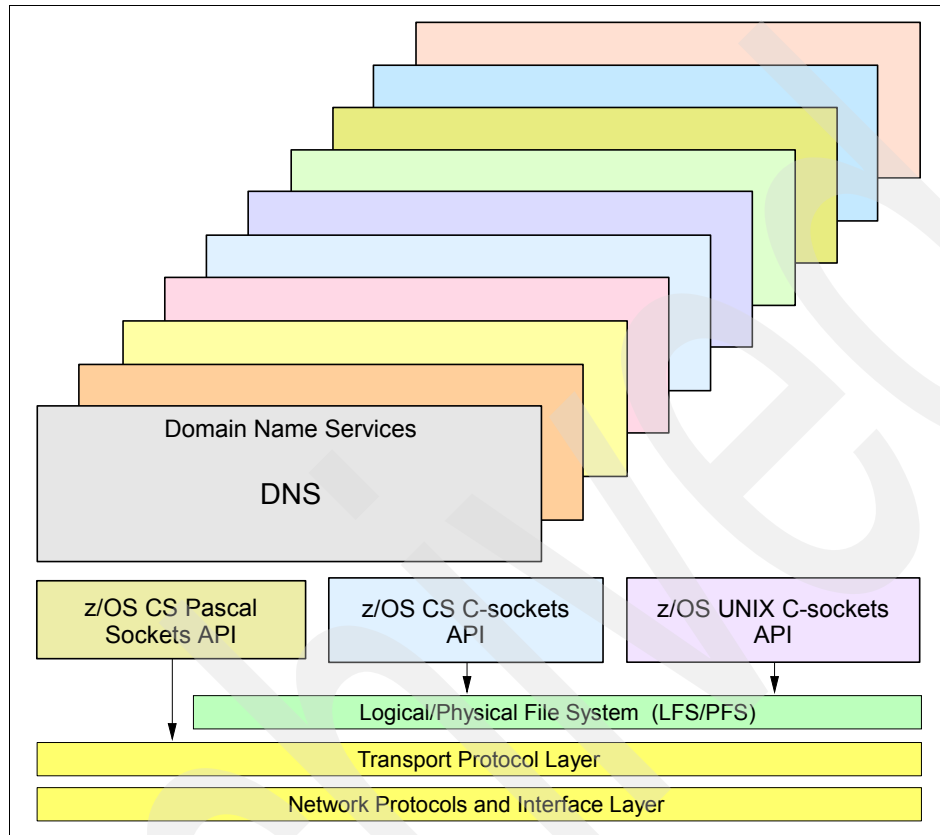 Domain Name Services
DNS
z/OS CS Pascal
Sockets API
z/OS CS C-sockets
API
z/OS UNIX C-sockets
API
Logical/Physical File System (LFS/PFS)
Transport Protocol Layer
Network Protocols and Interface Layer